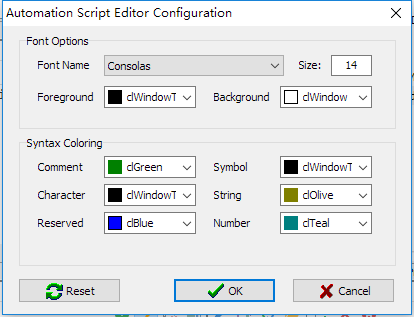 Automation Script Editor Configuration
Font Options
Font Name Consolas Size: 14
Foreground clWindowT Background clWindow
Syntax Coloring
Comment clGreen Symbol clWindowT
Character clWindowT String clOlive
Reserved clBlue Number clTeal
Reset OK Cancel